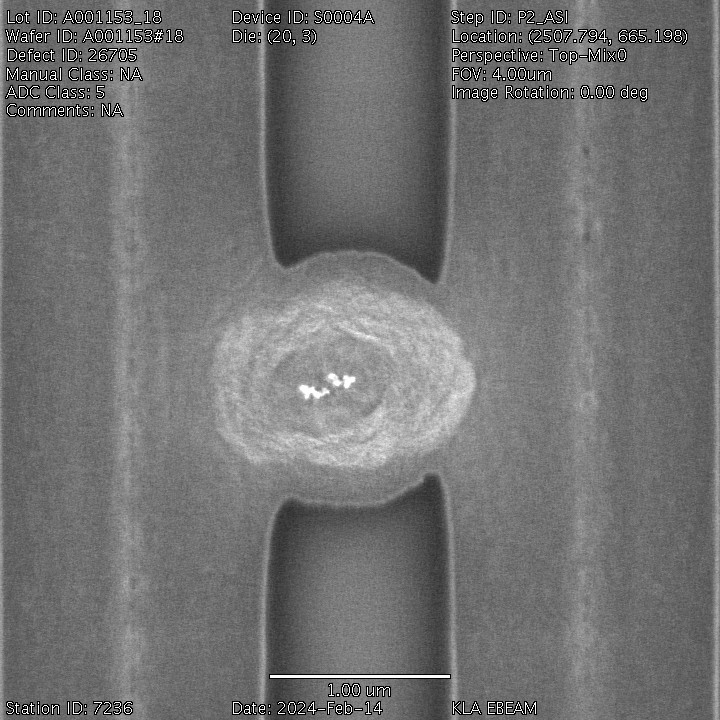 Lot ID: A001153_18
Wafer ID: A001153#18
Defect ID: 26705
Manual Class: NA
ADC Class: 5
Comments: NA
Device ID: S0004A
Die: (20, 3)
Step ID: P2_ASI
Location: (2507.794, 665.198)
Perspective: Top-Mix0
FOV: 4.00um
Image Rotation: 0.00 deg
1.00 um
Station ID: 7236
Date: 2024-Feb-14
KLA EBEAM